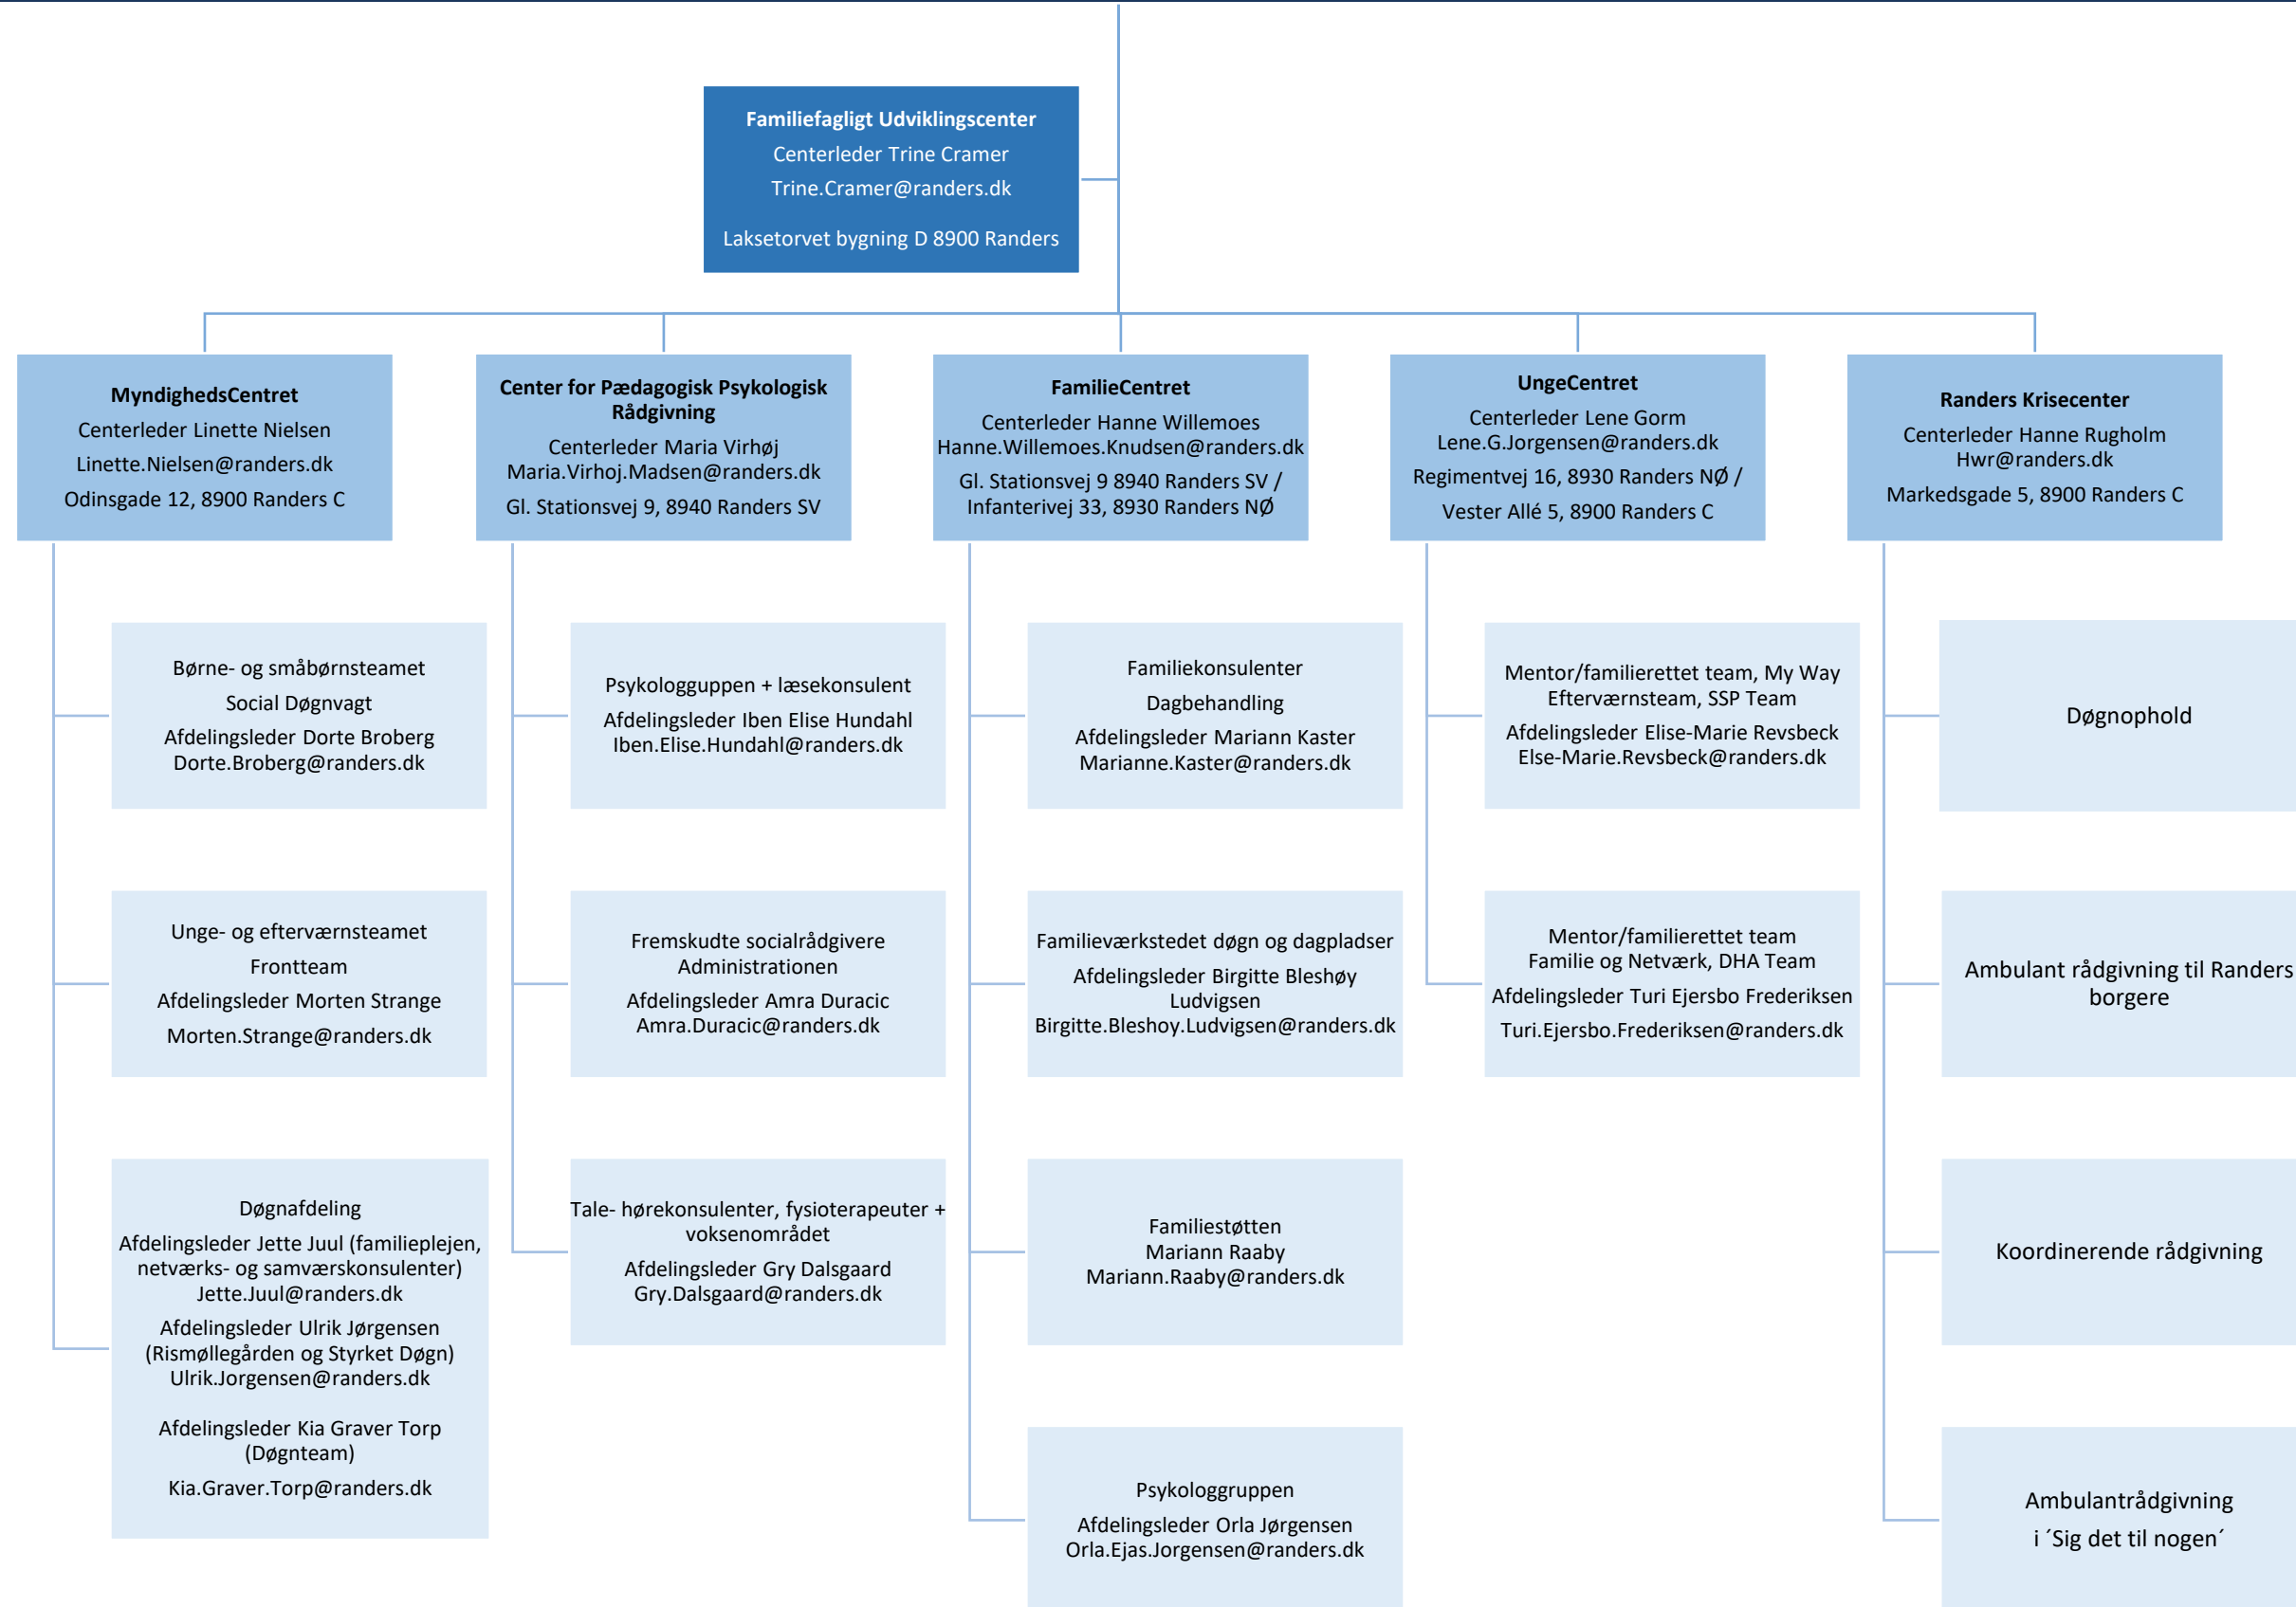 Familiefagligt Udviklingscenter
Centerleder Trine Cramer
Trine.Cramer@randers.dk
Laksetorvet bygning D 8900 Randers
MyndighedsCentret
Centerleder Linette Nielsen
Linette.Nielsen@randers.dk
Odinsgade 12, 8900 Randers C
Center for Pædagogisk Psykologisk
Rådgivning
Centerleder Maria Virhøj
Maria.Virhoj.Madsen@randers.dk
Gl. Stationsvej 9, 8940 Randers SV
FamilieCentret
Centerleder Hanne Willemoes
Hanne.Willemoes.Knudsen@randers.dk
Gl. Stationsvej 9 8940 Randers SV /
Infanterivej 33, 8930 Randers NØ
UngeCentret
Centerleder Lene Gorm
Lene.G.Jorgensen@randers.dk
Regimentvej 16, 8930 Randers NØ /
Vester Allé 5, 8900 Randers C
Randers Krisecenter
Centerleder Hanne Rugholm
Hwr@randers.dk
Markedsgade 5, 8900 Randers C
Børne- og småbørnsteamet
Social Døgnvagt
Afdelingsleder Dorte Broberg
Dorte.Broberg@randers.dk
Psykologguppen + læsekonsulent
Afdelingsleder Iben Elise Hundahl
Iben.Elise.Hundahl@randers.dk
Familiekonsulenter
Dagbehandling
Afdelingsleder Mariann Kaster
Marianne.Kaster@randers.dk
Mentor/familierettet team, My Way
Efterværnsteam, SSP Team
Afdelingsleder Elise-Marie Revsbeck
Else-Marie.Revsbeck@randers.dk
Døgnophold
Unge- og efterværnsteamet
Frontteam
Afdelingsleder Morten Strange
Morten.Strange@randers.dk
Fremskudte socialrådgivere
Administrationen
Afdelingsleder Amra Duracic
Amra.Duracic@randers.dk
Familieværkstedet døgn og dagpladser
Afdelingsleder Birgitte Bleshøy
Ludvigsen
Birgitte.Bleshoy.Ludvigsen@randers.dk
Mentor/familierettet team
Familie og Netværk, DHA Team
Afdelingsleder Turi Ejersbo Frederiksen
Turi.Ejersbo.Frederiksen@randers.dk
Ambulant rådgivning til Randers
borgere
Døgnafdeling
Afdelingsleder Jette Juul (familieplejen,
netværks- og samværskonsulenter)
Jette.Juul@randers.dk
Afdelingsleder Ulrik Jørgensen
(Rismøllegården og Styrket Døgn)
Ulrik.Jorgensen@randers.dk
Afdelingsleder Kia Graver Torp
(Døgnteam)
Kia.Graver.Torp@randers.dk
Tale- hørekonsulenter, fysioterapeuter +
voksenområdet
Afdelingsleder Gry Dalsgaard
Gry.Dalsgaard@randers.dk
Familiestøtten
Mariann Raaby
Mariann.Raaby@randers.dk
Koordinerende rådgivning
Psykologgruppen
Afdelingsleder Orla Jørgensen
Orla.Ejas.Jorgensen@randers.dk
Ambulantrådgivning
i ´Sig det til nogen´